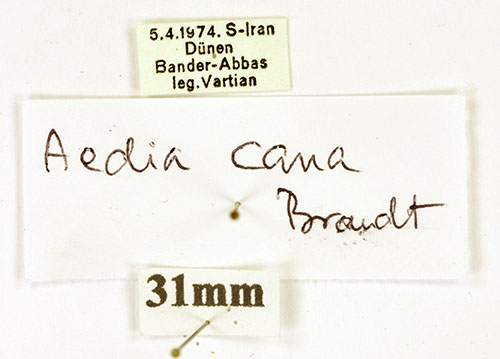 5.4.1974. S-Iran
Dünen
Bander-Abbas
leg. Vartian
Aedia cana
Brandt
31mm